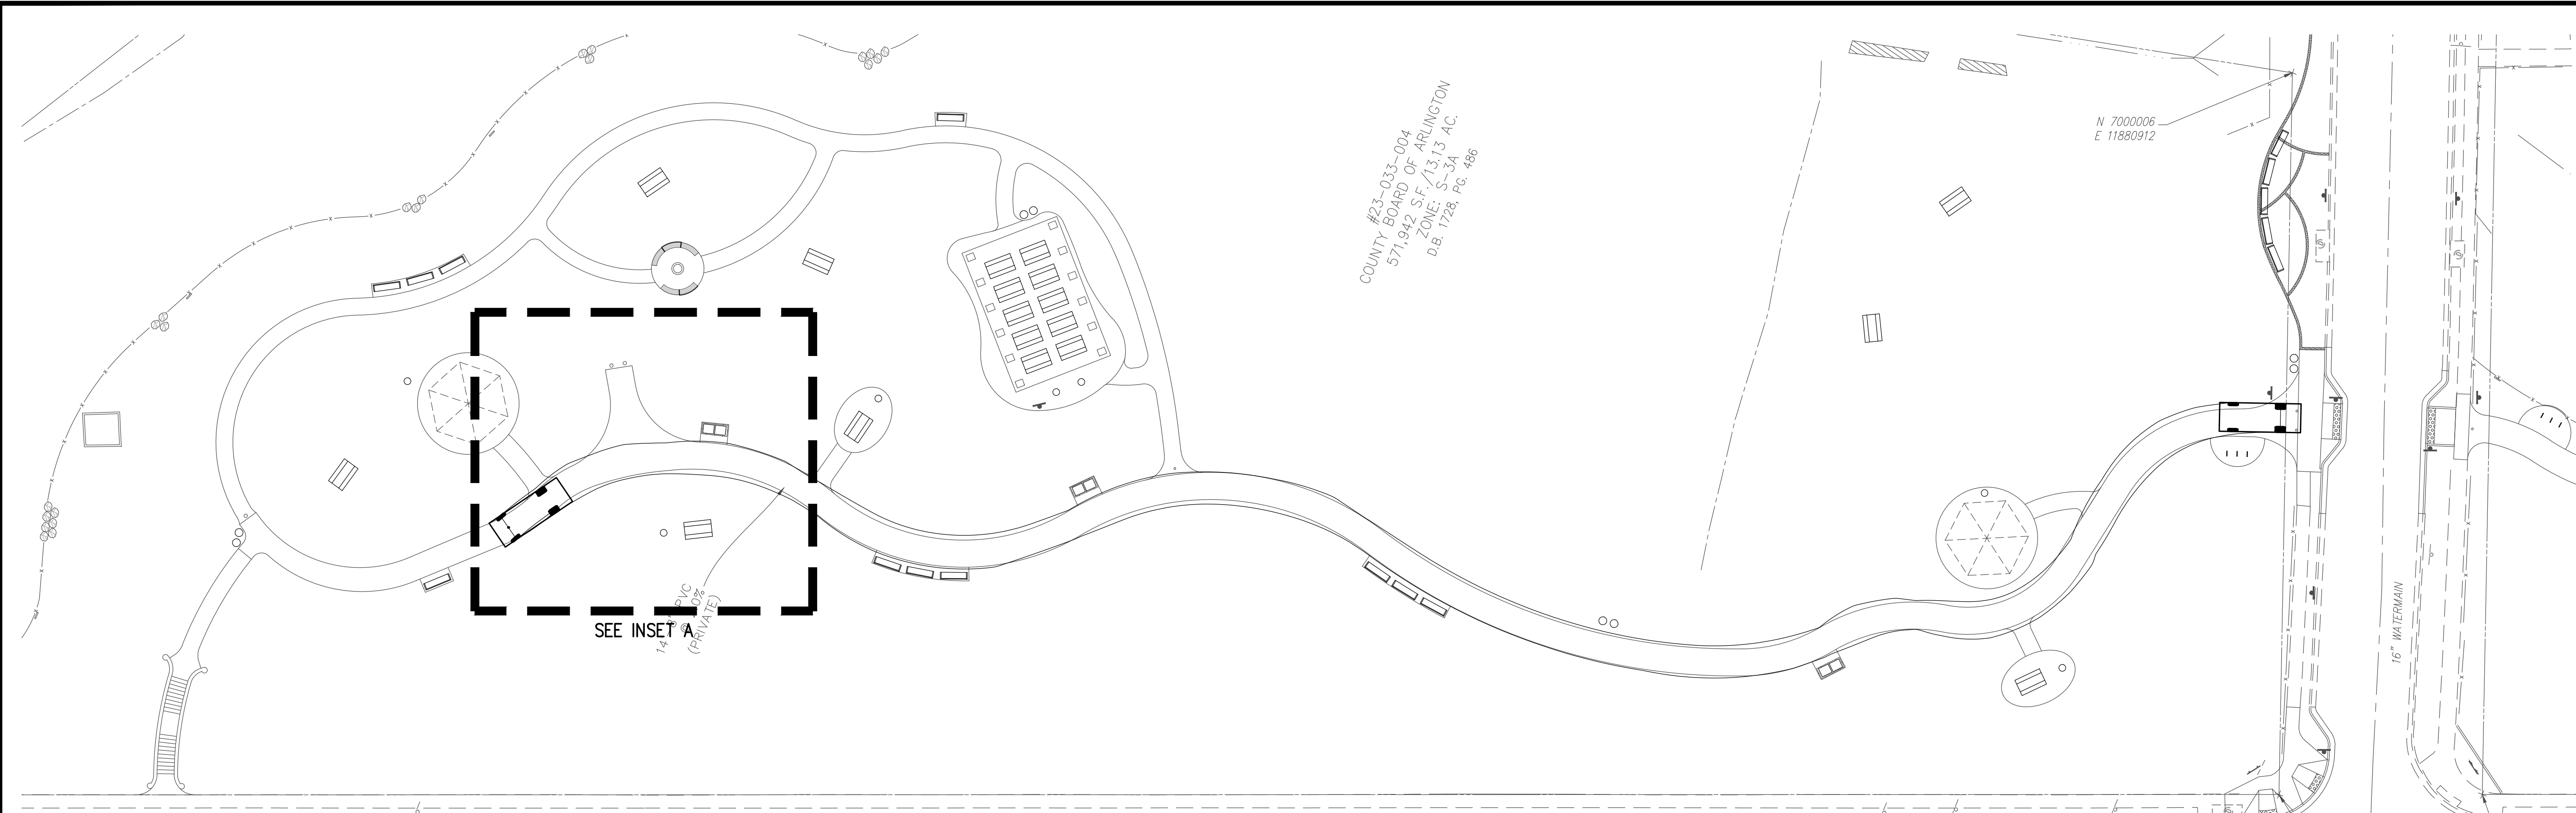 #23-033-004
COUNTY BOARD OF ARLINGTON
571,942 S.F./13.13 AC.
ZONE: S-3A
D.B. 1728, PG. 486
N 7000006
E 11880912
SEE INSET A
PVC
(PRIVATE)
16" WATERMAIN